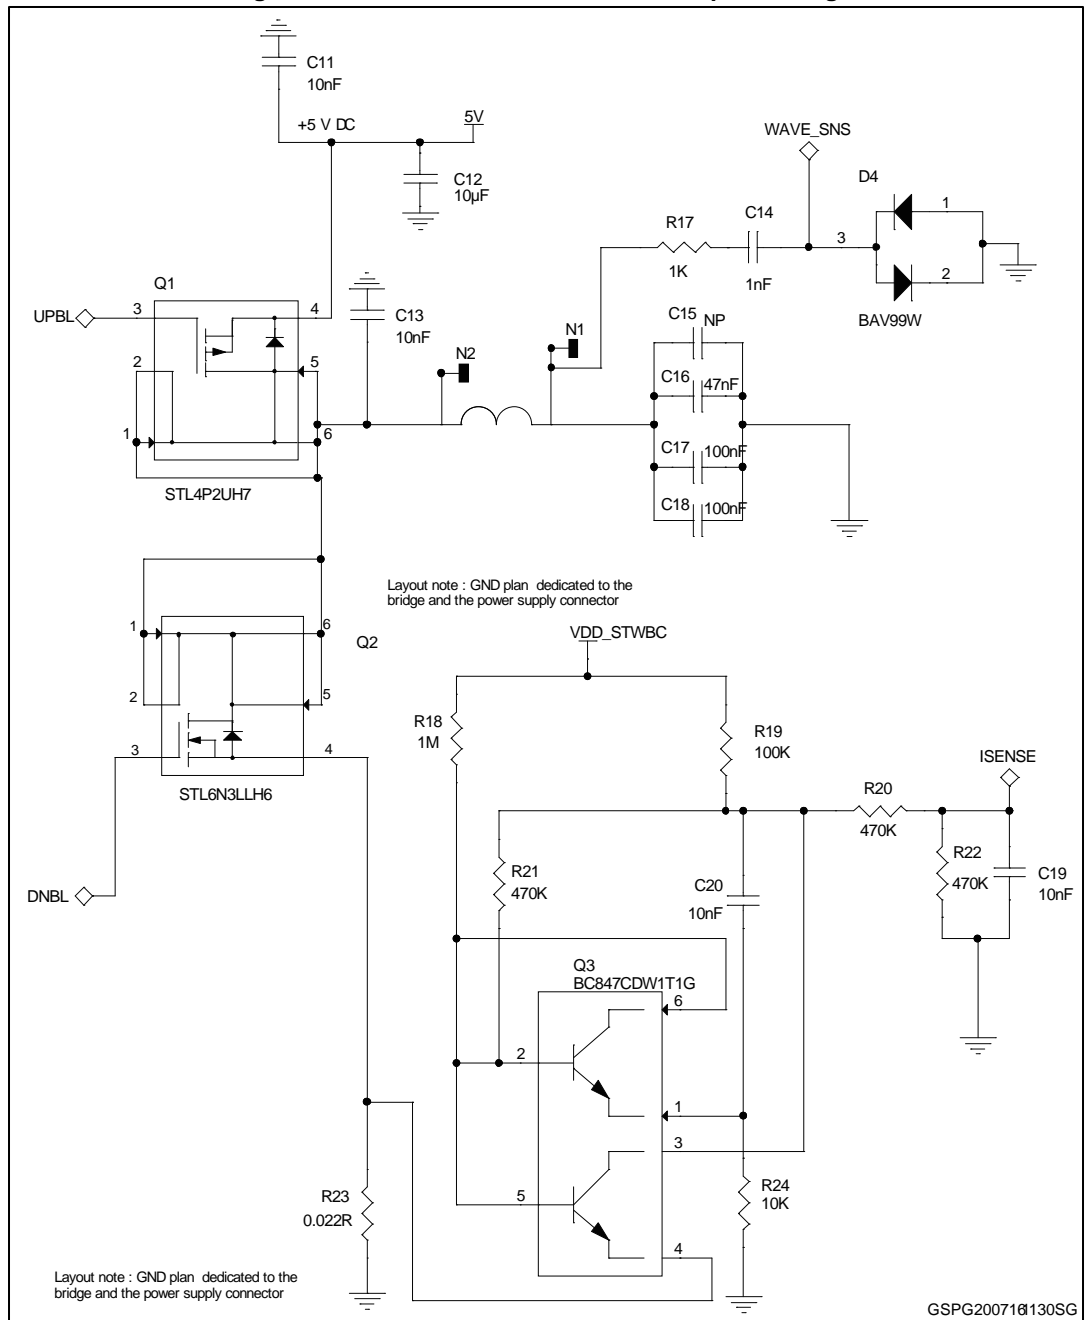 C11
10nF
+5 V DC
5V
C12
10µF
WAVE_SNS
D4
R17
1K
C14
1nF
3
1
2
BAV99W
Q1
UPBL
3
4
2
5
1
6
STL4P2UH7
C13
10nF
N2
N1
C15
NP
C16
47nF
C17
100nF
C18
100nF
Layout note : GND plan dedicated to the
bridge and the power supply connector
1
6
Q2
2
5
3
4
STL6N3LLH6
DNBL
VDD_STWBC
R18
1M
R19
100K
ISENSE
R20
470K
R21
470K
R22
470K
C19
10nF
C20
10nF
Q3
BC847CDW1T1G
6
2
1
3
5
4
R24
10K
R23
0.022R
Layout note : GND plan dedicated to the
bridge and the power supply connector
GSPG2007161130SG